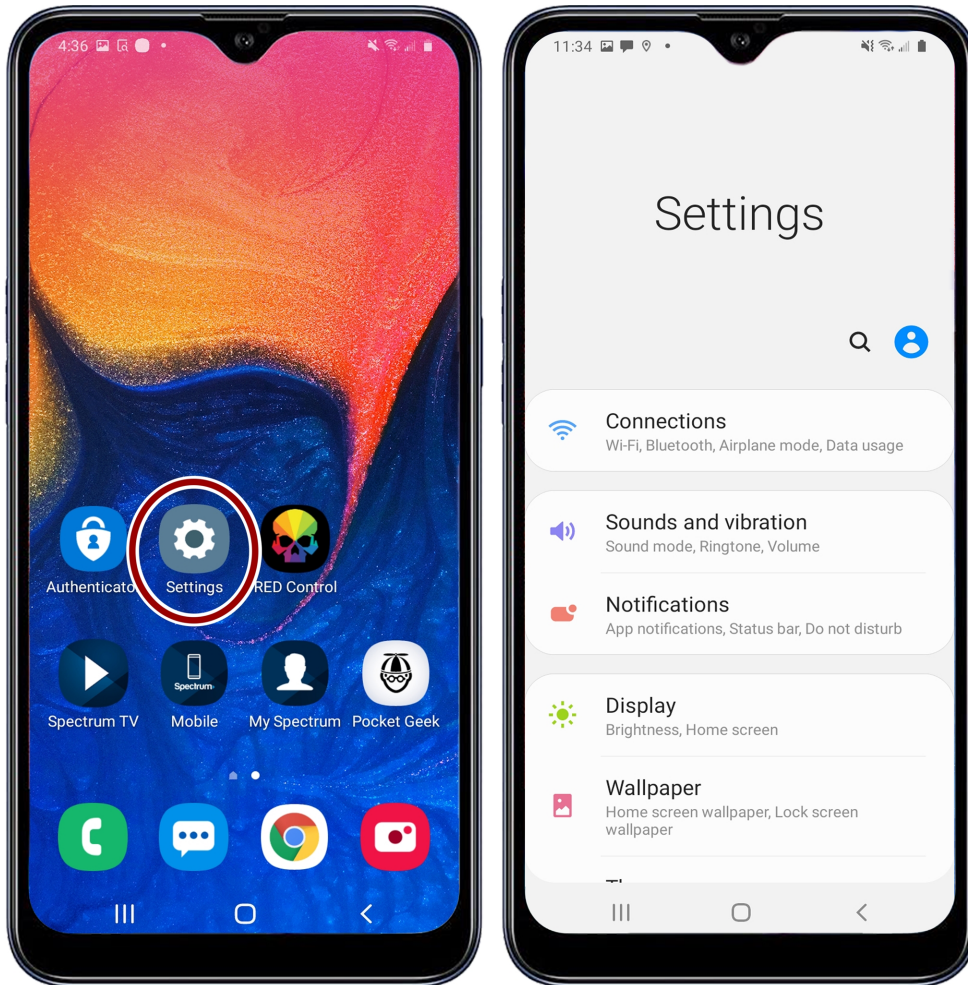 4:36
Authenticato
Settings
RED Control
Spectrum
Spectrum TV
Mobile
My Spectrum
Pocket Geek
11:34
Settings
Connections
Wi-Fi, Bluetooth, Airplane mode, Data usage
Sounds and vibration
Sound mode, Ringtone, Volume
Notifications
App notifications, Status bar, Do not disturb
Display
Brightness, Home screen
Wallpaper
Home screen wallpaper, Lock screen
wallpaper